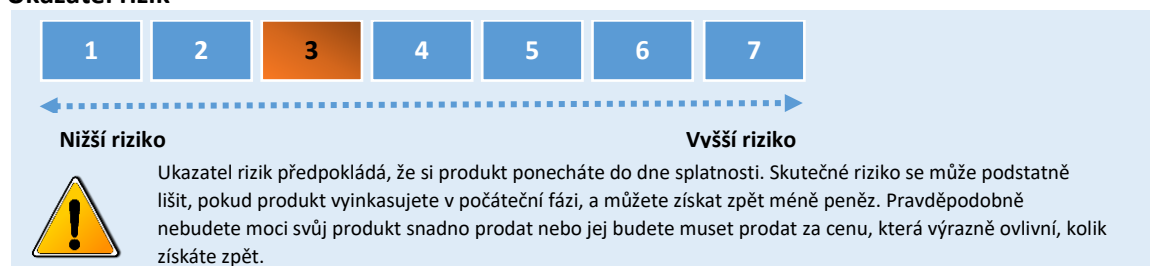 1 2 3 4 5 6 7
Nižší riziko Vyšší riziko
Ukazatel rizik předpokládá, že si produkt ponecháte do dne splatnosti. Skutečné riziko se může podstatně
lišit, pokud produkt vyinkasujete v počáteční fázi, a můžete získat zpět méně peněz. Pravděpodobně
nebudete moci svůj produkt snadno prodat nebo jej budete muset prodat za cenu, která výrazně ovlivní, kolik
získáte zpět.